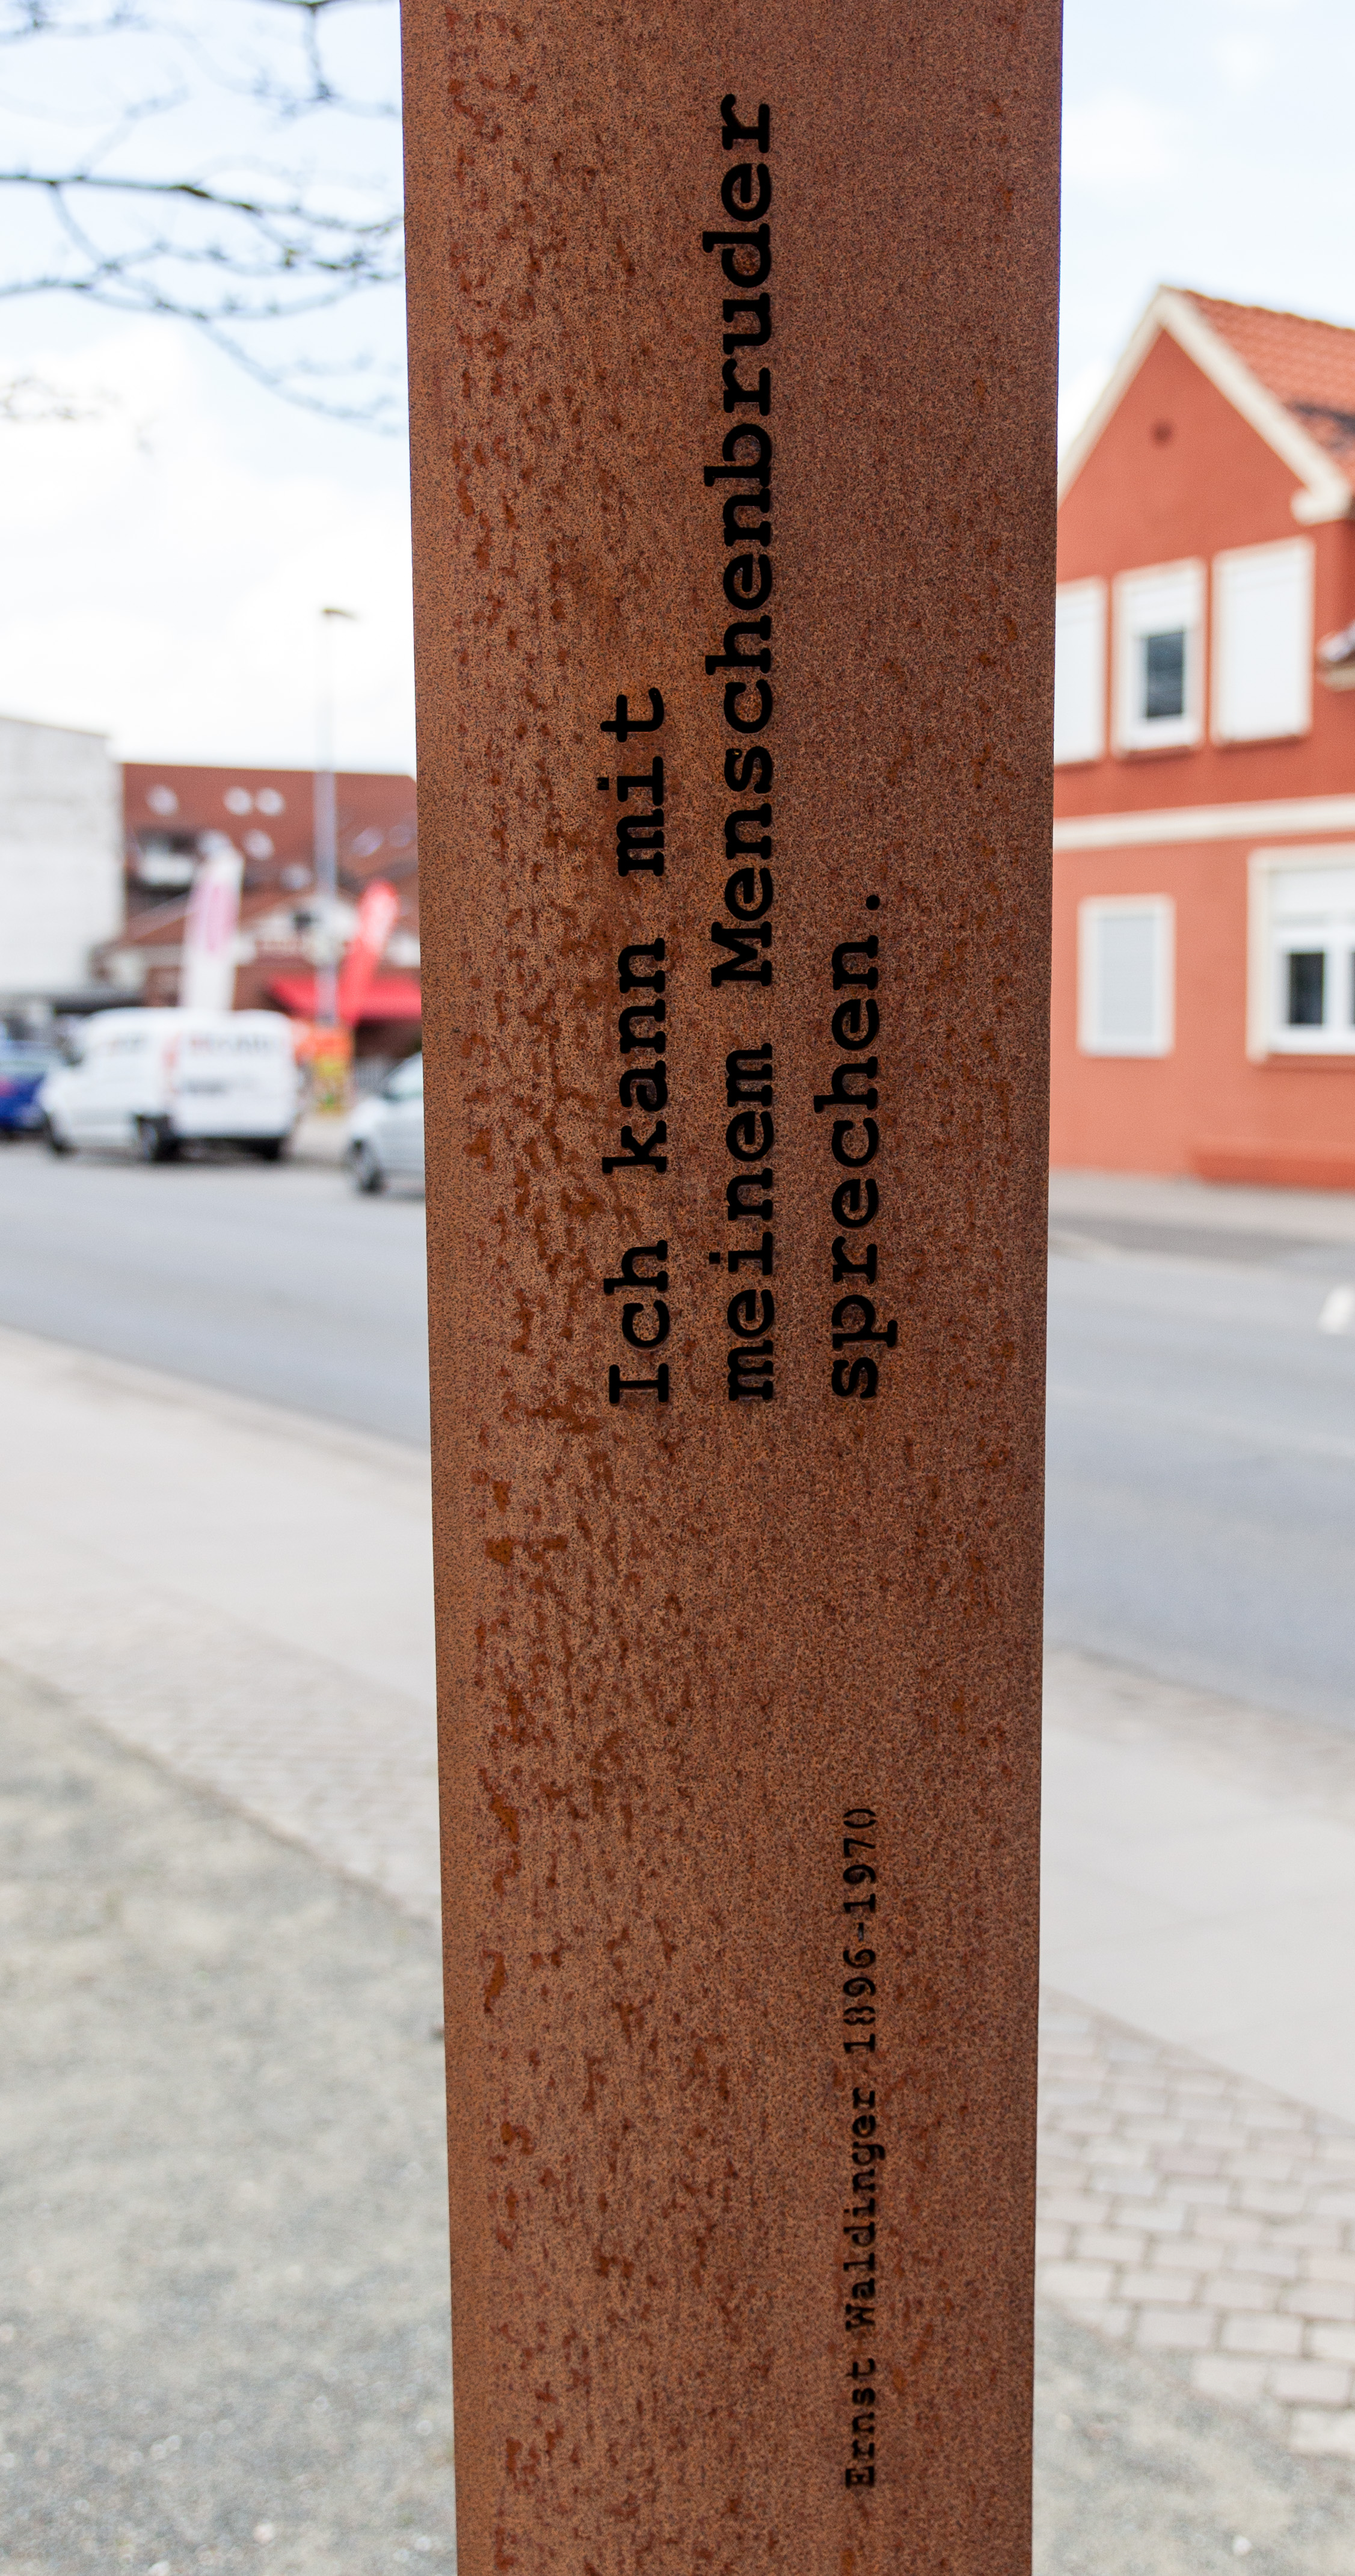 Ich kann mit
meinem Menschenbruder
sprechen.
Ernst Waldinger 1896-1970